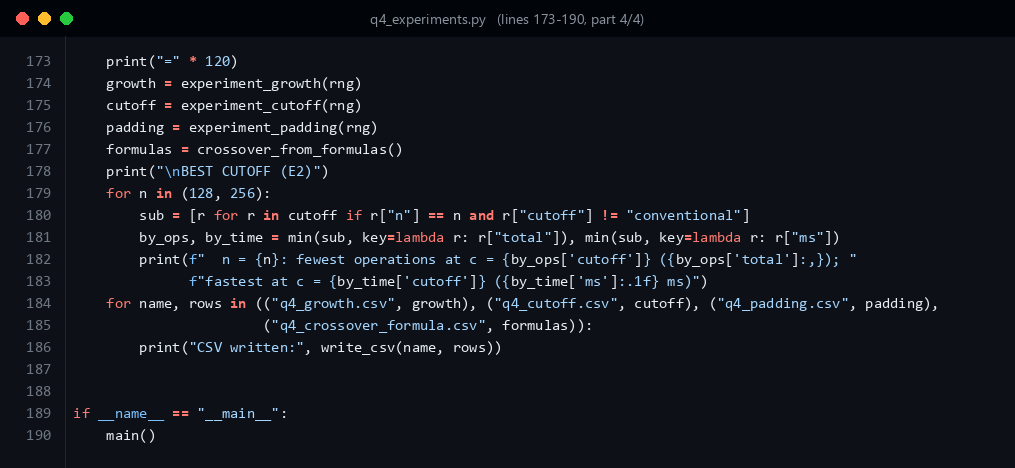 q4_experiments.py (lines 173-190, part 4/4)
173     print("=" * 120)
174     growth = experiment_growth(rng)
175     cutoff = experiment_cutoff(rng)
176     padding = experiment_padding(rng)
177     formulas = crossover_from_formulas()
178     print("\nBEST CUTOFF (E2)")
179     for n in (128, 256):
180         sub = [r for r in cutoff if r["n"] == n and r["cutoff"] != "conventional"]
181         by_ops, by_time = min(sub, key=lambda r: r["total"]), min(sub, key=lambda r: r["ms"])
182         print(f"  n = {n}: fewest operations at c = {by_ops['cutoff']} ({by_ops['total']:,}); "
183               f"fastest at c = {by_time['cutoff']} ({by_time['ms']:.1f} ms)")
184     for name, rows in (("q4_growth.csv", growth), ("q4_cutoff.csv", cutoff), ("q4_padding.csv", padding),
185                        ("q4_crossover_formula.csv", formulas)):
186         print("CSV written:", write_csv(name, rows))
187
188
189 if __name__ == "__main__":
190     main()